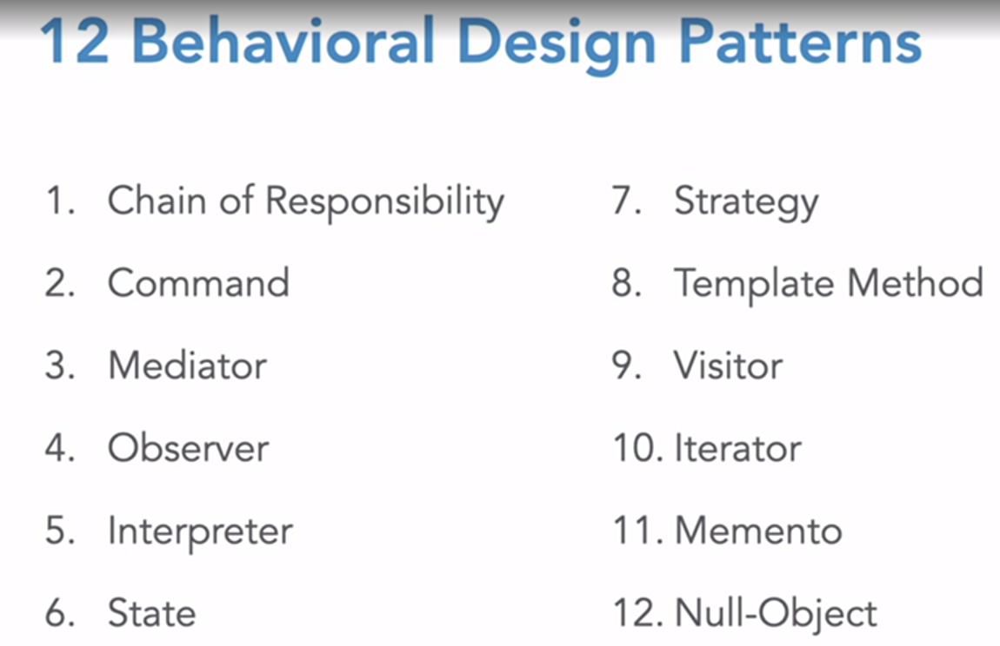 12 Behavioral Design Patterns
1. Chain of Responsibility
2. Command
3. Mediator
4. Observer
5. Interpreter
6. State
7. Strategy
8. Template Method
9. Visitor
10. Iterator
11. Memento
12. Null-Object